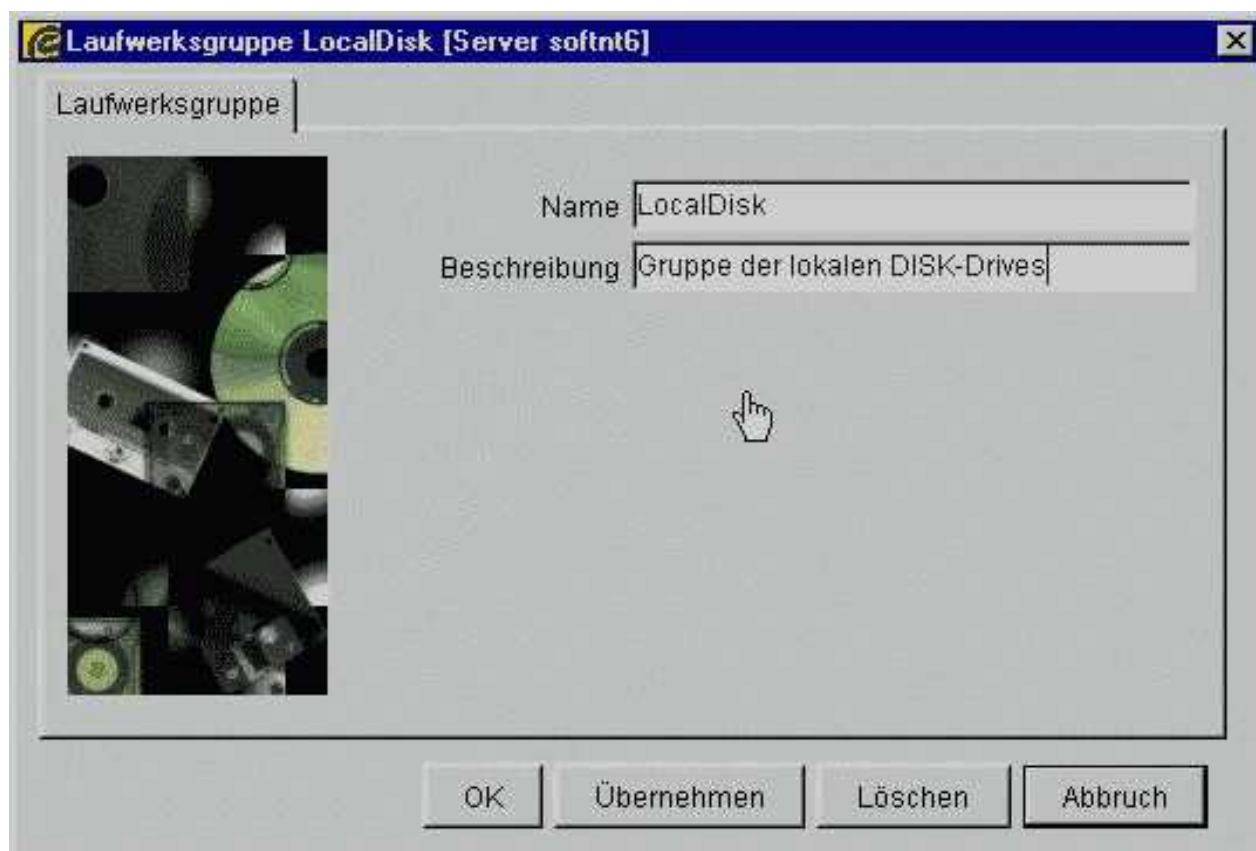 Laufwerksgruppe LocalDisk [Server softnt6]
Laufwerksgruppe
Name LocalDisk
Beschreibung Gruppe der lokalen DISK-Drives
OK Übernehmen Löschen Abbruch